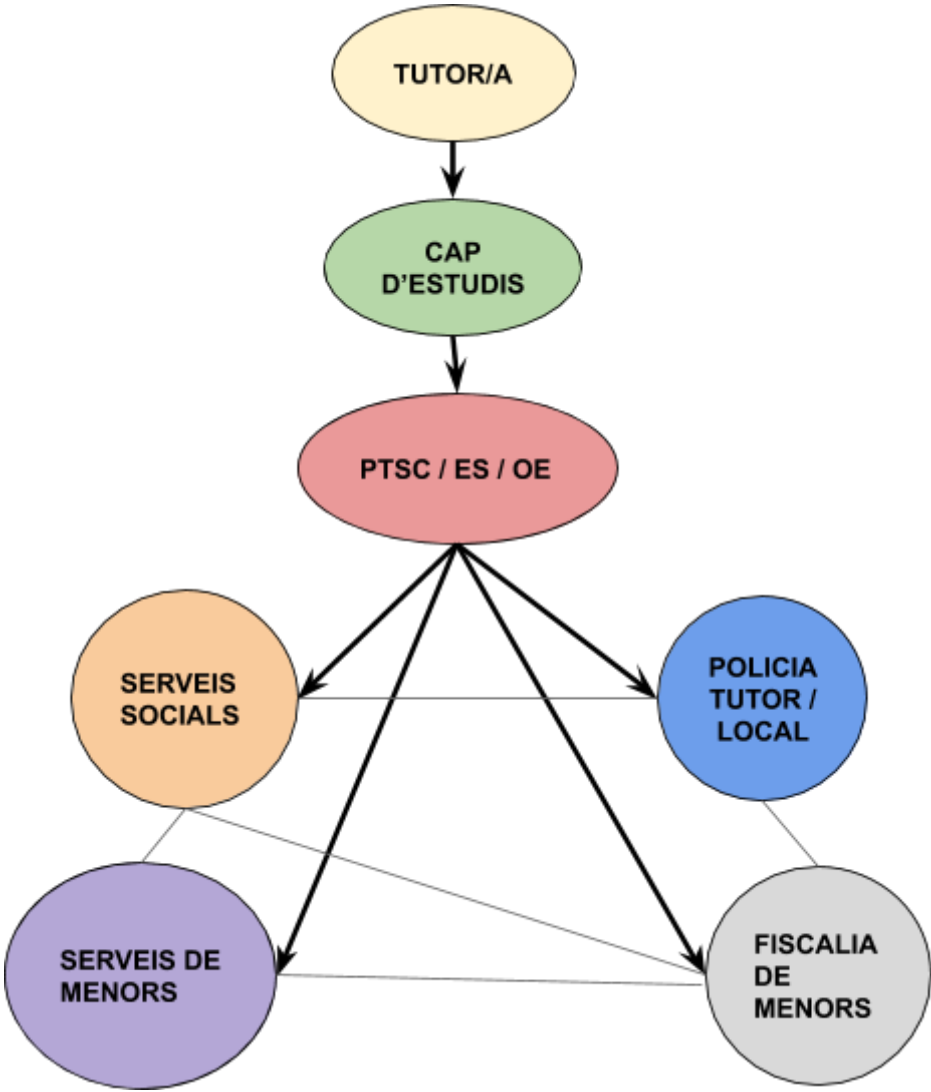 TUTOR/A
CAP
D’ESTUDIS
PTSC / ES / OE
SERVEIS
SOCIALS
POLICIA
TUTOR /
LOCAL
SERVEIS DE
MENORS
FISCALIA
DE
MENORS